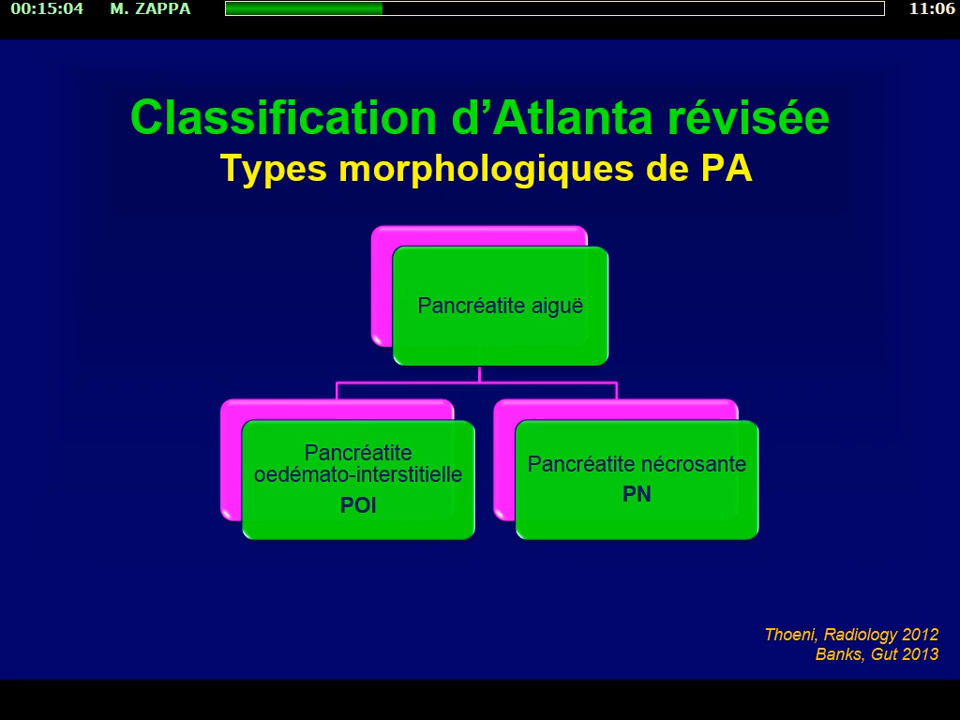 00:15:04 M. ZAPPA 11:06
Classification d’Atlanta révisée
Types morphologiques de PA
Pancréatite aiguë
Pancréatite
oedémato-interstitielle
POI
Pancréatite nécrosante
PN
Thoeni, Radiology 2012
Banks, Gut 2013